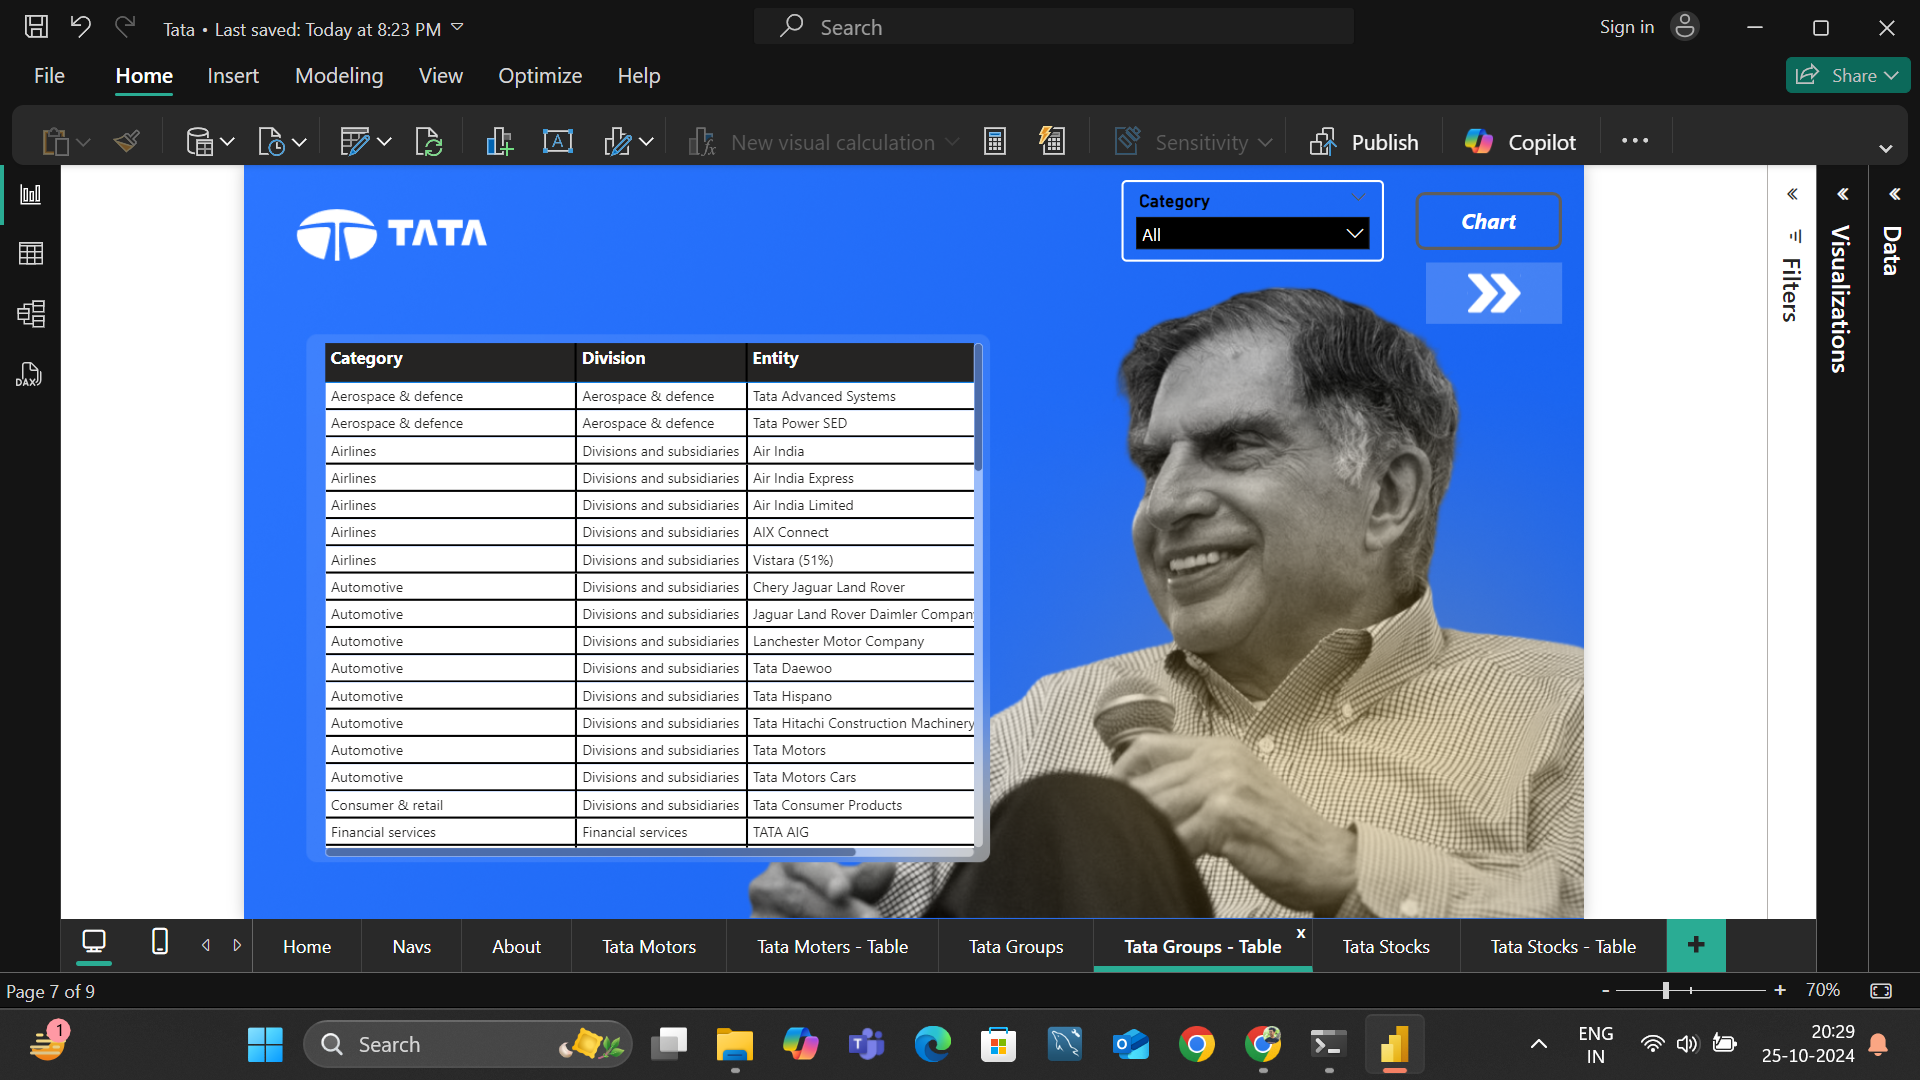 Tata • Last saved: Today at 8:23 PM
Search
Sign in
File Home Insert Modeling View Optimize Help
Share
New visual calculation
Sensitivity
Publish
Copilot
TATA
Category
All
Chart
Filters
Visualizations
Data
DAX
Category Division Entity
Aerospace & defence Aerospace & defence Tata Advanced Systems
Aerospace & defence Aerospace & defence Tata Power SED
Airlines Divisions and subsidiaries Air India
Airlines Divisions and subsidiaries Air India Express
Airlines Divisions and subsidiaries Air India Limited
Airlines Divisions and subsidiaries AIX Connect
Airlines Divisions and subsidiaries Vistara (51%)
Automotive Divisions and subsidiaries Chery Jaguar Land Rover
Automotive Divisions and subsidiaries Jaguar Land Rover Daimler Company
Automotive Divisions and subsidiaries Lanchester Motor Company
Automotive Divisions and subsidiaries Tata Daewoo
Automotive Divisions and subsidiaries Tata Hispano
Automotive Divisions and subsidiaries Tata Hitachi Construction Machinery
Automotive Divisions and subsidiaries Tata Motors
Automotive Divisions and subsidiaries Tata Motors Cars
Consumer & retail Divisions and subsidiaries Tata Consumer Products
Financial services Financial services TATA AIG
Home Navs About Tata Motors Tata Moters - Table Tata Groups Tata Groups - Table x Tata Stocks Tata Stocks - Table +
Page 7 of 9
- + 70%
1
Search
ENG
IN
20:29
25-10-2024